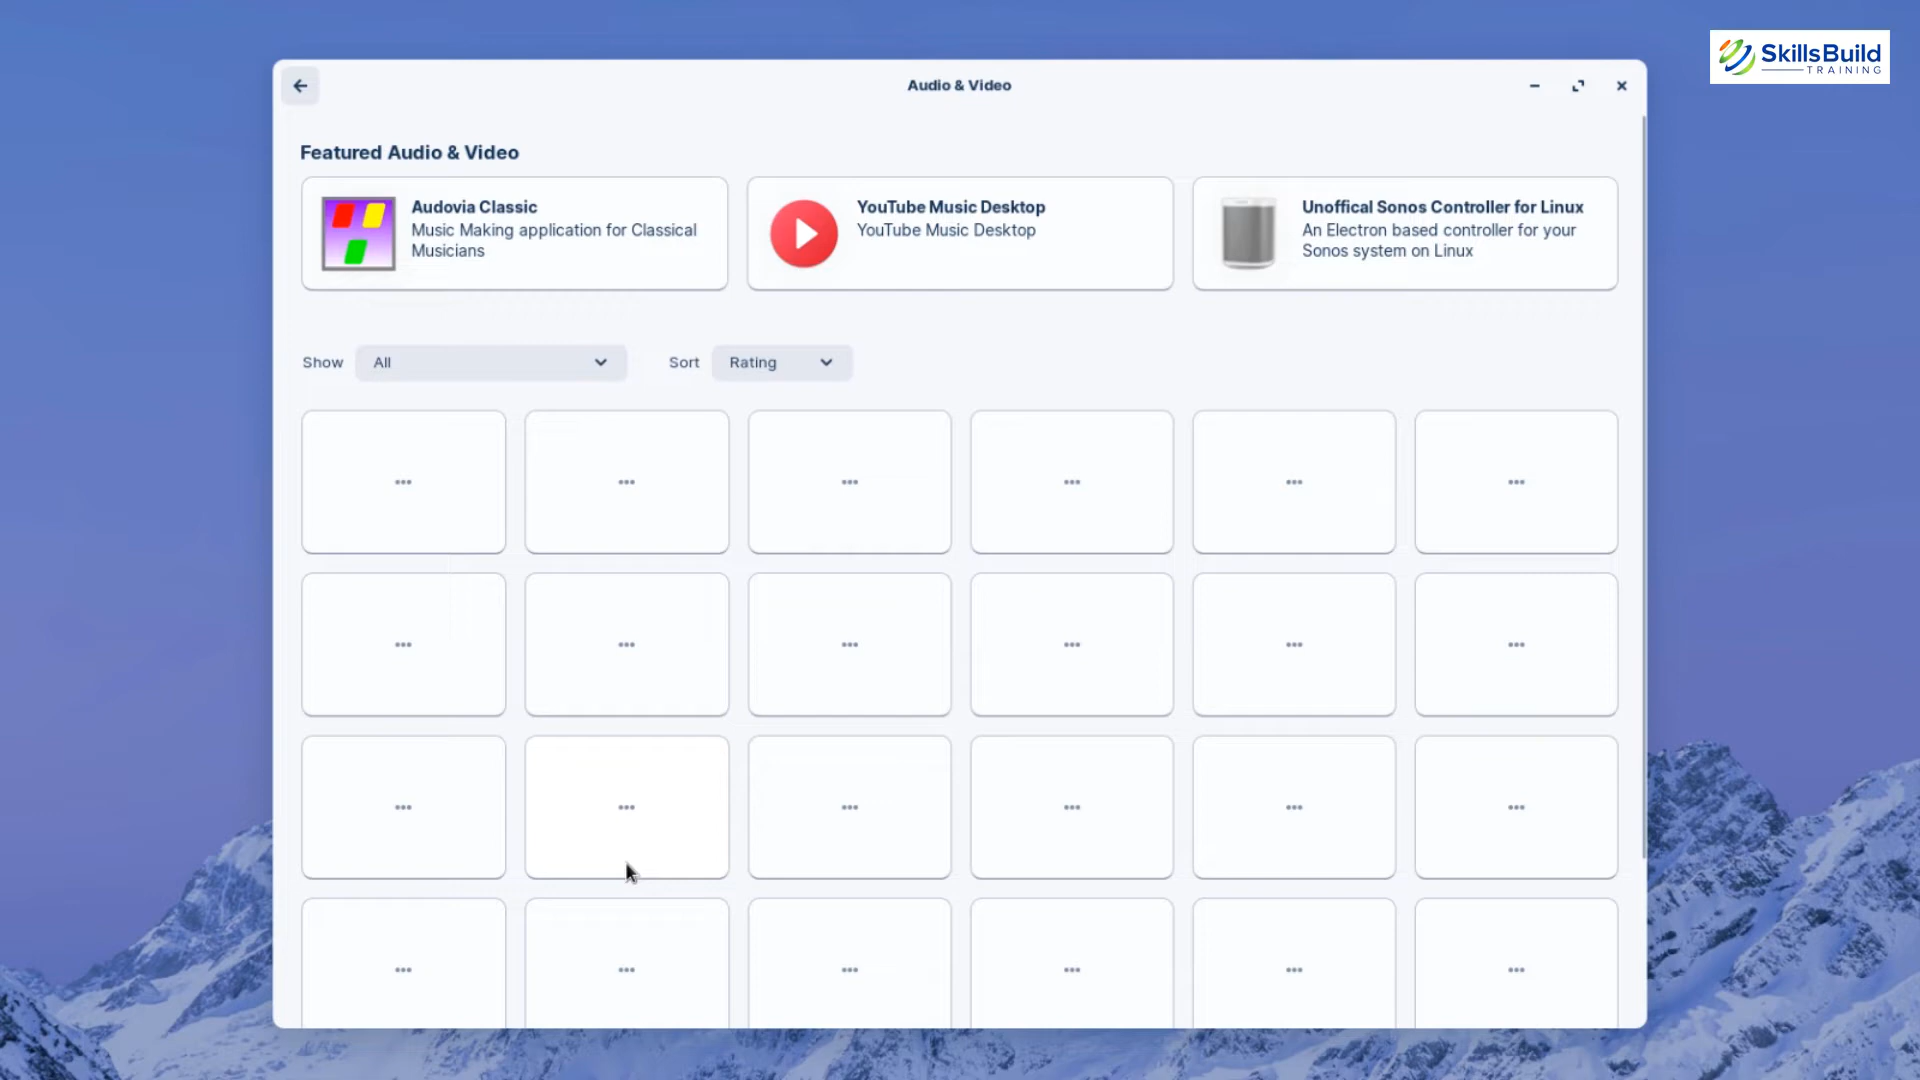 SkillsBuild
TRAINING
Audio & Video
Featured Audio & Video
Audovia Classic
Music Making application for Classical
Musicians
YouTube Music Desktop
YouTube Music Desktop
Unoffical Sonos Controller for Linux
An Electron based controller for your
Sonos system on Linux
Show All Sort Rating